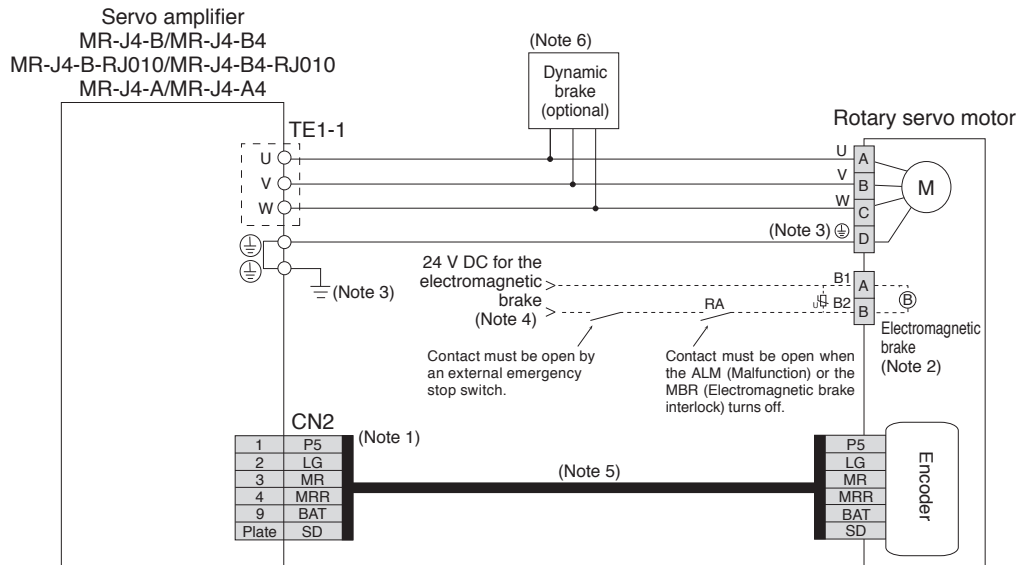 Servo amplifier
MR-J4-B/MR-J4-B4
MR-J4-B-RJ010/MR-J4-B4-RJ010
MR-J4-A/MR-J4-A4
(Note 6)
Dynamic
brake
(optional)
Rotary servo motor
TE1-1
U
V
W
U
V
W
A
B
C
D
M
(Note 3)
(Note 3)
24 V DC for the
electromagnetic
brake
(Note 4)
RA
B1
B2
U
A
B
B
Electromagnetic
brake
(Note 2)
Contact must be open by
an external emergency
stop switch.
Contact must be open when
the ALM (Malfunction) or the
MBR (Electromagnetic brake
interlock) turns off.
CN2
(Note 1)
(Note 5)
1 P5
2 LG
3 MR
4 MRR
9 BAT
Plate SD
P5
LG
MR
MRR
BAT
SD
Encoder